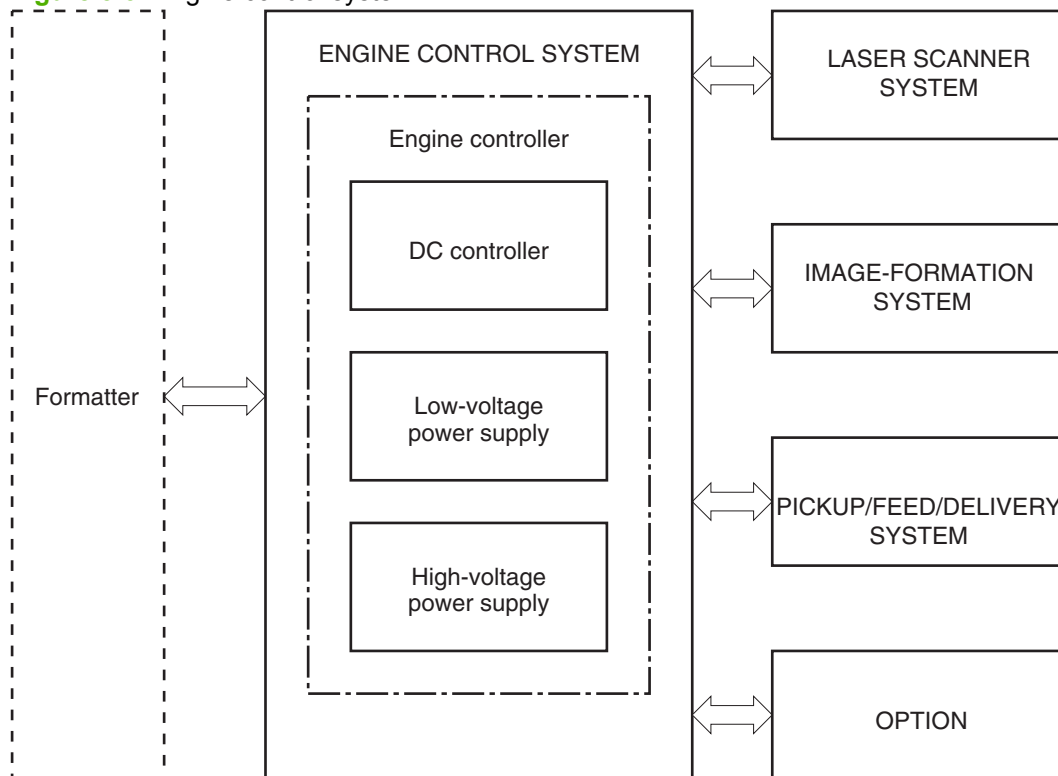 ENGINE CONTROL SYSTEM
Engine controller
DC controller
Low-voltage
power supply
High-voltage
power supply
Formatter
LASER SCANNER
SYSTEM
IMAGE-FORMATION
SYSTEM
PICKUP/FEED/DELIVERY
SYSTEM
OPTION